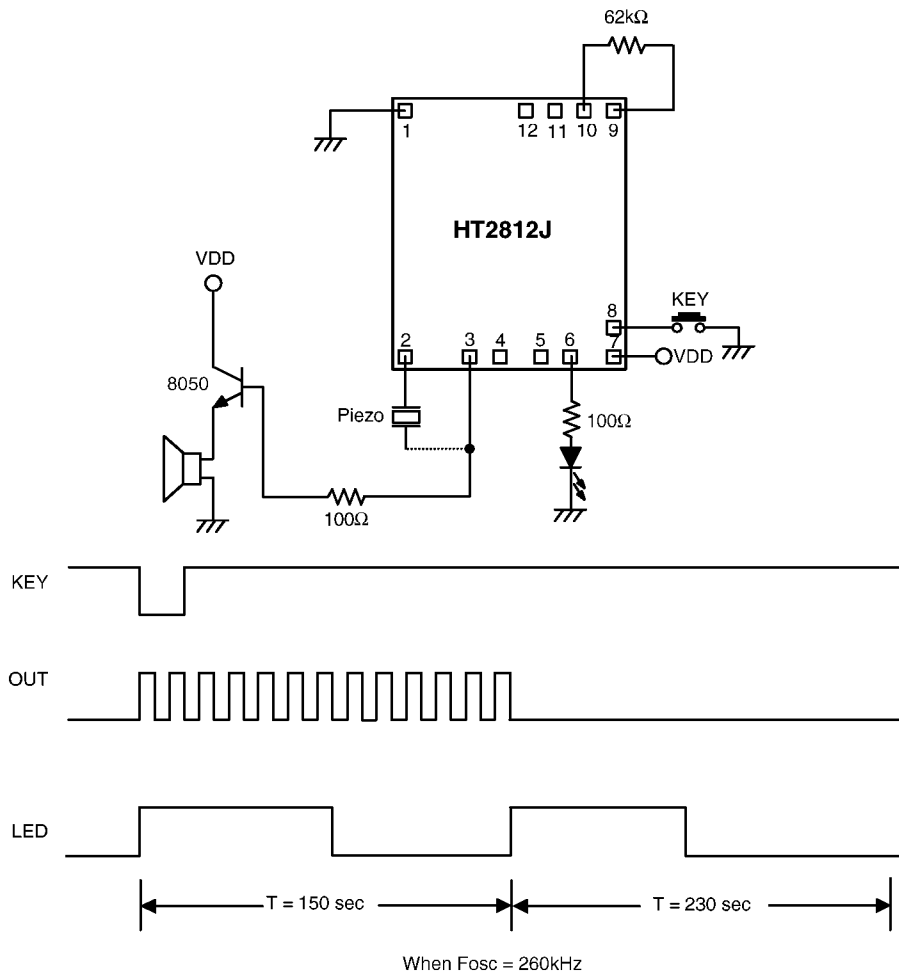 62kΩ
1
12
11
10
9
HT2812J
VDD
KEY
8
2
3
4
5
6
7
VDD
8050
Piezo
100Ω
100Ω
KEY
OUT
LED
T = 150 sec
T = 230 sec
When Fosc = 260kHz